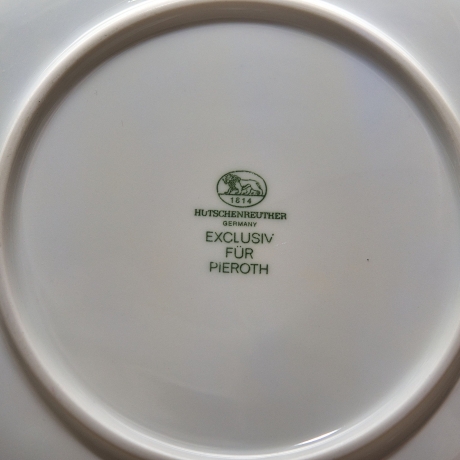 1814
HUTSCHENREUTHER
GERMANY
EXCLUSIV
FÜR
PIEROTH